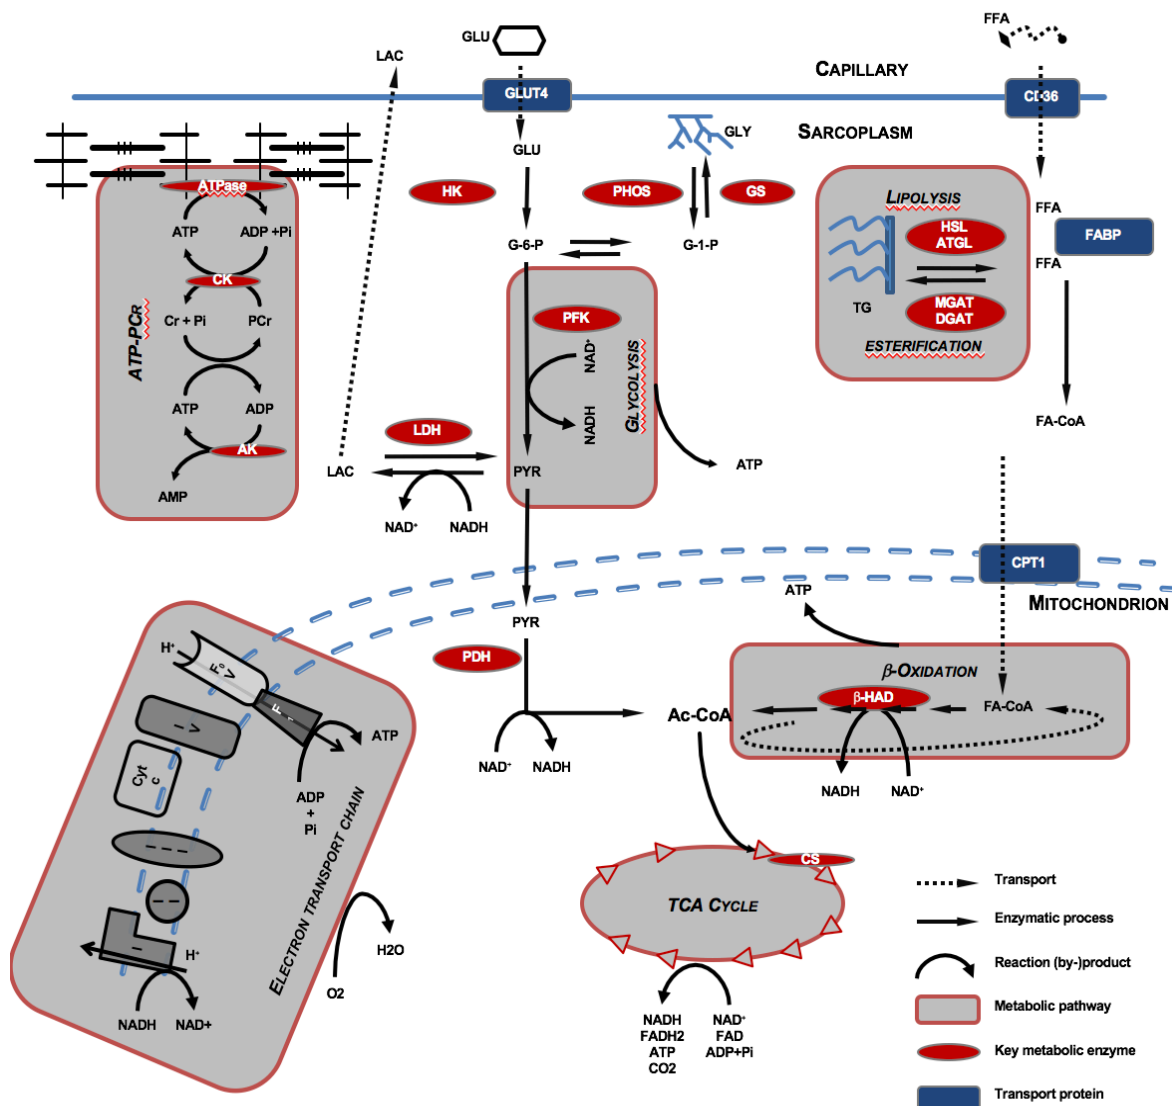 FFA
GLU
LAC
CAPILLARY
GLUT4
CD36
SARCOPLASM
GLY
GLU
ATPase
HK
PHOS
GS
LIPOLYSIS
FFA
HSL
ATGL
FABP
ATP
ADP +Pi
G-6-P
G-1-P
FFA
CK
TG
MGAT
DGAT
ESTERIFICATION
ATP-PCR
Cr + Pi
PCr
PFK
NAD⁺
GLYCOLYSIS
ATP
ADP
NADH
FA-CoA
LDH
AK
LAC
PYR
ATP
AMP
NAD⁺
NADH
CPT1
ATP
MITOCHONDRION
PYR
H⁺
F⁰
V
PDH
β-OXIDATION
F₁
β-HAD
FA-CoA
Ac-CoA
I V
ATP
NAD⁺
NADH
Cyt
c
ADP
+
Pi
NADH
NAD⁺
ELECTRON TRANSPORT CHAIN
I I I
CS
TCA CYCLE
Transport
I I
Enzymatic process
I
H⁺
H2O
Reaction (by-)product
O2
NADH
NAD+
NADH
FADH2
ATP
CO2
NAD⁺
FAD
ADP+Pi
Metabolic pathway
Key metabolic enzyme
Transport protein